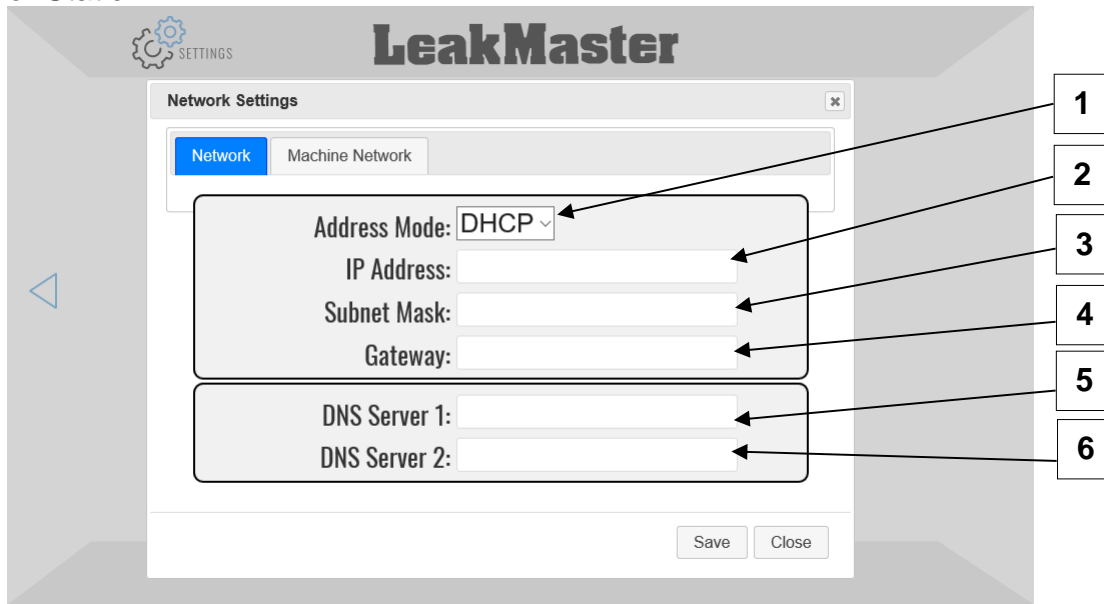 SETTINGS
LeakMaster
Network Settings
1
Network Machine Network
2
Address Mode: DHCP
3
IP Address:
Subnet Mask:
4
Gateway:
5
DNS Server 1:
6
DNS Server 2:
Save Close